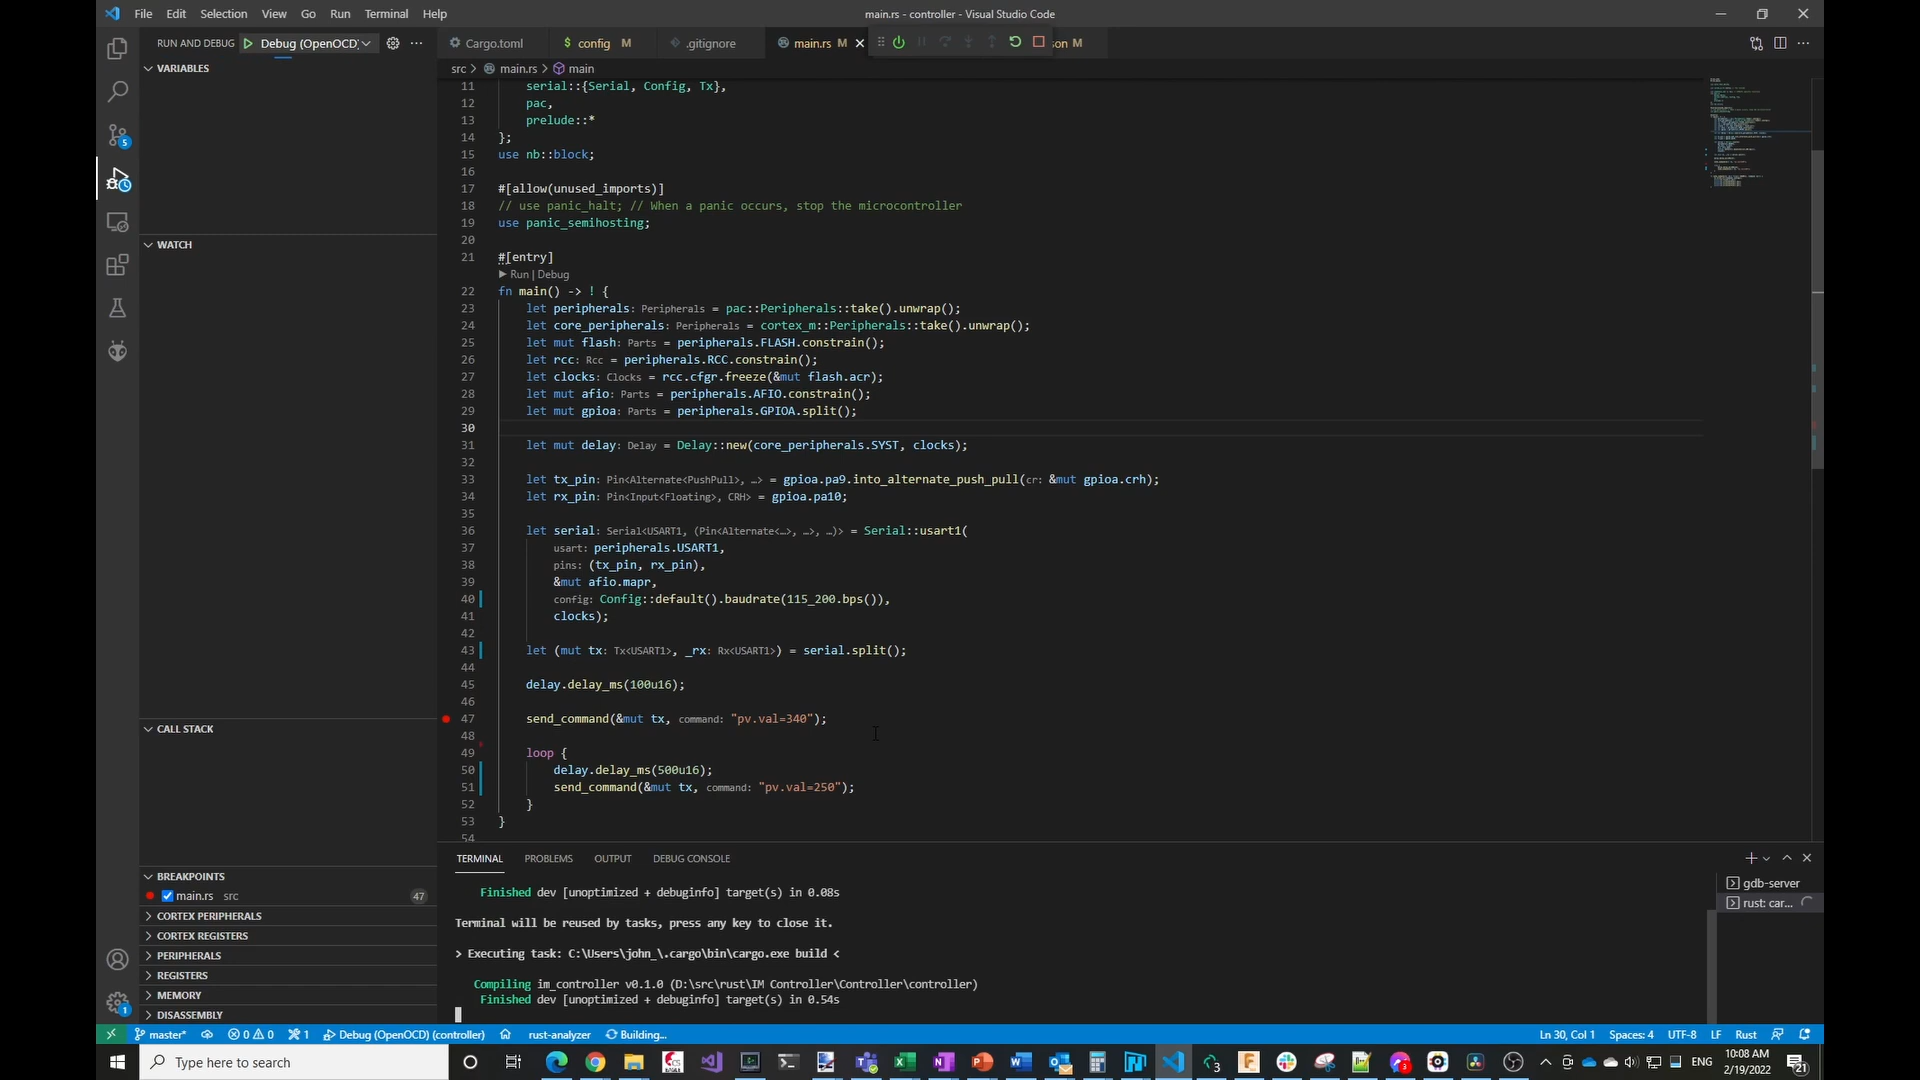 File Edit Selection View Go Run Terminal Help
main.rs - controller - Visual Studio Code
RUN AND DEBUG Debug (OpenOCD)
Cargo.toml
$ config M
.gitignore
main.rs M
son M
src > main.rs > main
VARIABLES
WATCH
CALL STACK
BREAKPOINTS
main.rs src 47
CORTEX PERIPHERALS
CORTEX REGISTERS
PERIPHERALS
REGISTERS
MEMORY
DISASSEMBLY
5
1
11 serial::{Serial, Config, Tx},
12 pac,
13 prelude::*
14 };
15 use nb::block;
16
17 #[allow(unused_imports)]
18 // use panic_halt; // When a panic occurs, stop the microcontroller
19 use panic_semihosting;
20
21 #[entry]
Run | Debug
22 fn main() -> ! {
23 let peripherals: Peripherals = pac::Peripherals::take().unwrap();
24 let core_peripherals: Peripherals = cortex_m::Peripherals::take().unwrap();
25 let mut flash: Parts = peripherals.FLASH.constrain();
26 let rcc: Rcc = peripherals.RCC.constrain();
27 let clocks: Clocks = rcc.cfgr.freeze(&mut flash.acr);
28 let mut afio: Parts = peripherals.AFIO.constrain();
29 let mut gpioa: Parts = peripherals.GPIOA.split();
30
31 let mut delay: Delay = Delay::new(core_peripherals.SYST, clocks);
32
33 let tx_pin: Pin<Alternate<PushPull>, …> = gpioa.pa9.into_alternate_push_pull(cr: &mut gpioa.crh);
34 let rx_pin: Pin<Input<Floating>, CRH> = gpioa.pa10;
35
36 let serial: Serial<USART1, (Pin<Alternate<…>, …>, …)> = Serial::usart1(
37 usart: peripherals.USART1,
38 pins: (tx_pin, rx_pin),
39 &mut afio.mapr,
40 config: Config::default().baudrate(115_200.bps()),
41 clocks);
42
43 let (mut tx: Tx<USART1>, _rx: Rx<USART1>) = serial.split();
44
45 delay.delay_ms(100u16);
46
47 send_command(&mut tx, command: "pv.val=340");
48
49 loop {
50 delay.delay_ms(500u16);
51 send_command(&mut tx, command: "pv.val=250");
52 }
53 }
54
TERMINAL PROBLEMS OUTPUT DEBUG CONSOLE
Finished dev [unoptimized + debuginfo] target(s) in 0.08s
Terminal will be reused by tasks, press any key to close it.
> Executing task: C:\Users\john_\.cargo\bin\cargo.exe build <
Compiling im_controller v0.1.0 (D:\src\rust\IM Controller\Controller\controller)
Finished dev [unoptimized + debuginfo] target(s) in 0.54s
gdb-server
rust: car...
master* 0 0 1 Debug (OpenOCD) (controller) rust-analyzer Building...
Ln 30, Col 1 Spaces: 4 UTF-8 LF Rust
Type here to search
ENG
10:08 AM
2/19/2022
21